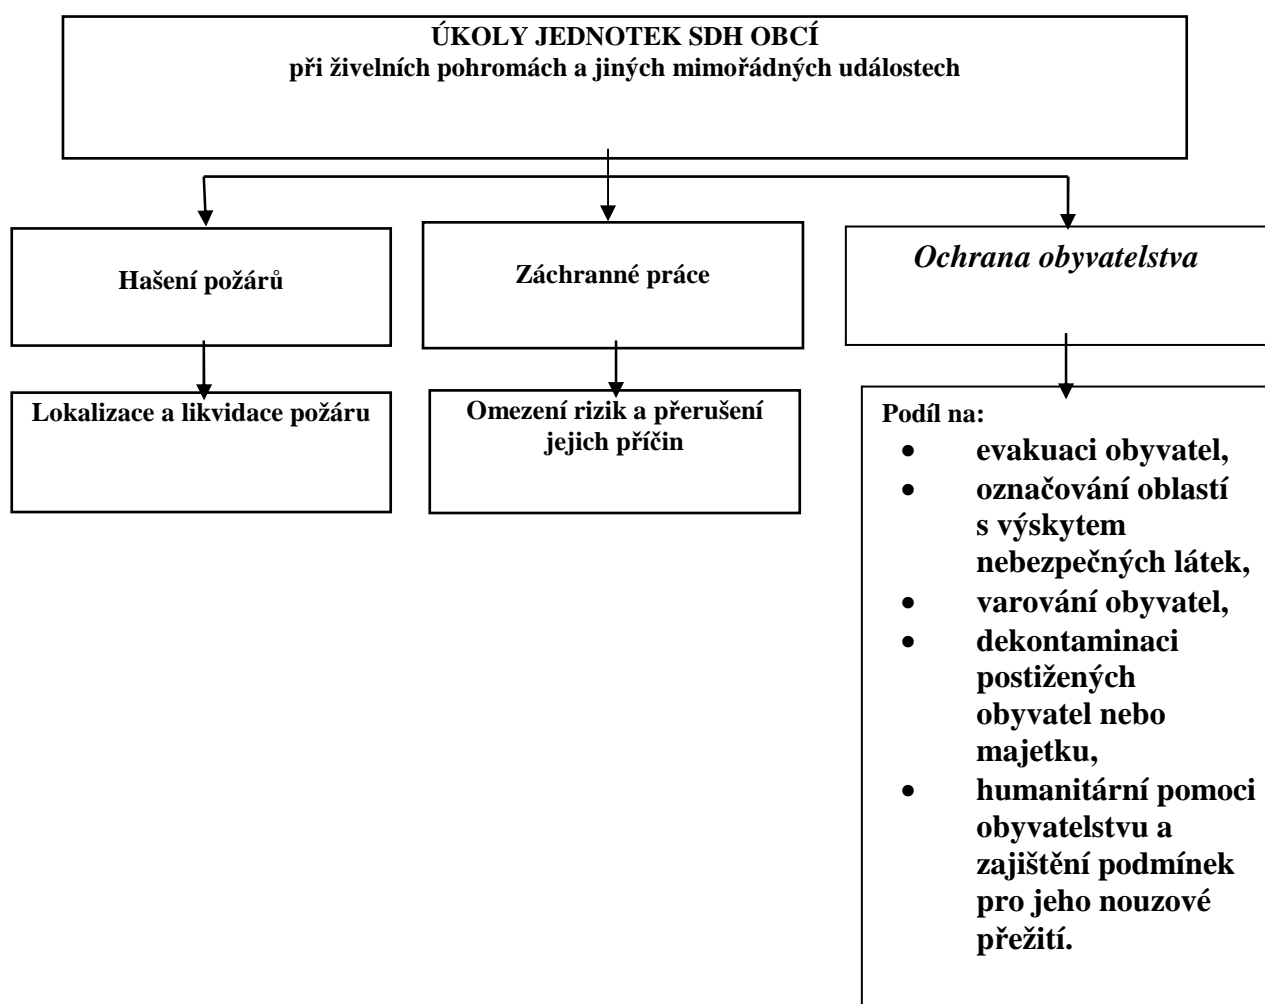 ÚKOLY JEDNOTEK SDH OBCÍ
při živelních pohromách a jiných mimořádných událostech
Hašení požárů
Záchranné práce
Ochrana obyvatelstva
Lokalizace a likvidace požáru
Omezení rizik a přerušení
jejich příčin
Podíl na:
• evakuaci obyvatel,
• označování oblastí
s výskytem
nebezpečných látek,
• varování obyvatel,
• dekontaminaci
postižených
obyvatel nebo
majetku,
• humanitární pomoci
obyvatelstvu a
zajištění podmínek
pro jeho nouzové
přežití.